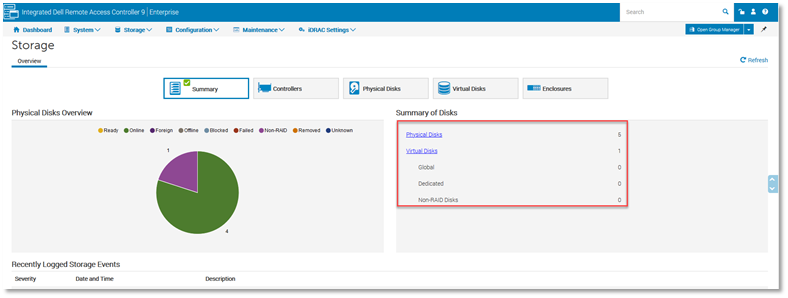 Integrated Dell Remote Access Controller 9 | Enterprise
Search
Dashboard System Storage Configuration Maintenance iDRAC Settings
Open Group Manager
Storage
Overview
Refresh
Summary Controllers Physical Disks Virtual Disks Enclosures
Physical Disks Overview
Ready Online Foreign Offline Blocked Failed Non-RAID Removed Unknown
1
4
Summary of Disks
Physical Disks 5
Virtual Disks 1
Global 0
Dedicated 0
Non-RAID Disks 0
Recently Logged Storage Events
Severity Date and Time Description